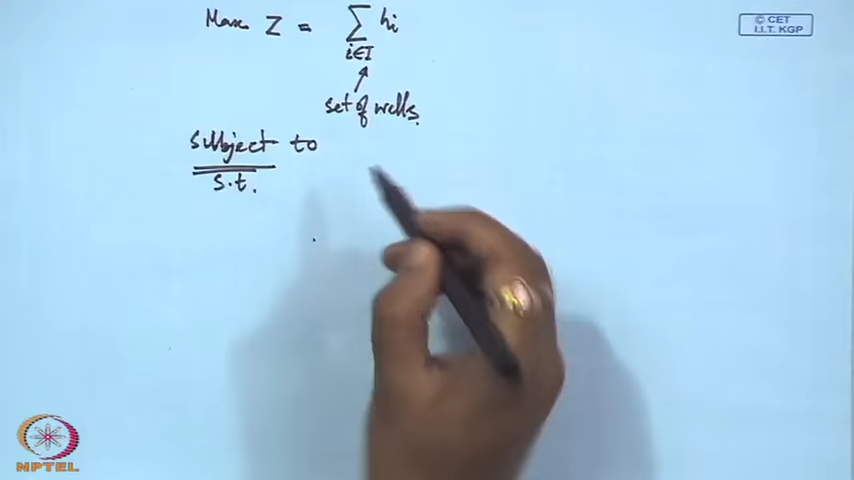 Max Z = ∑ hi
i∈I
set of wells.
subject to
s.t.
© CET
I.I.T. KGP
NPTEL